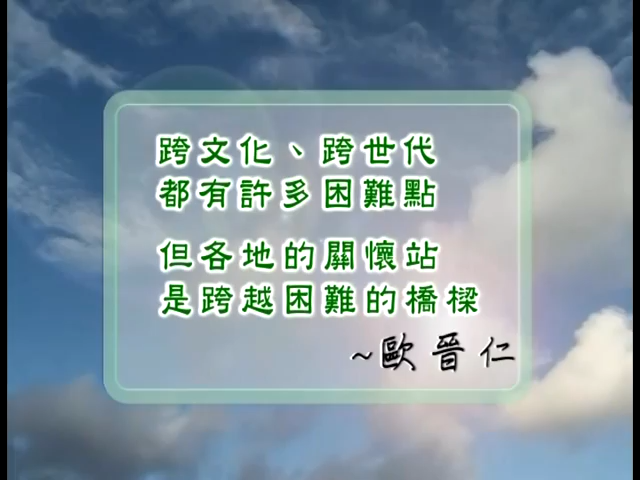 跨文化、跨世代
都有許多困難點
但各地的關懷站
是跨越困難的橋樑
~歐晉仁